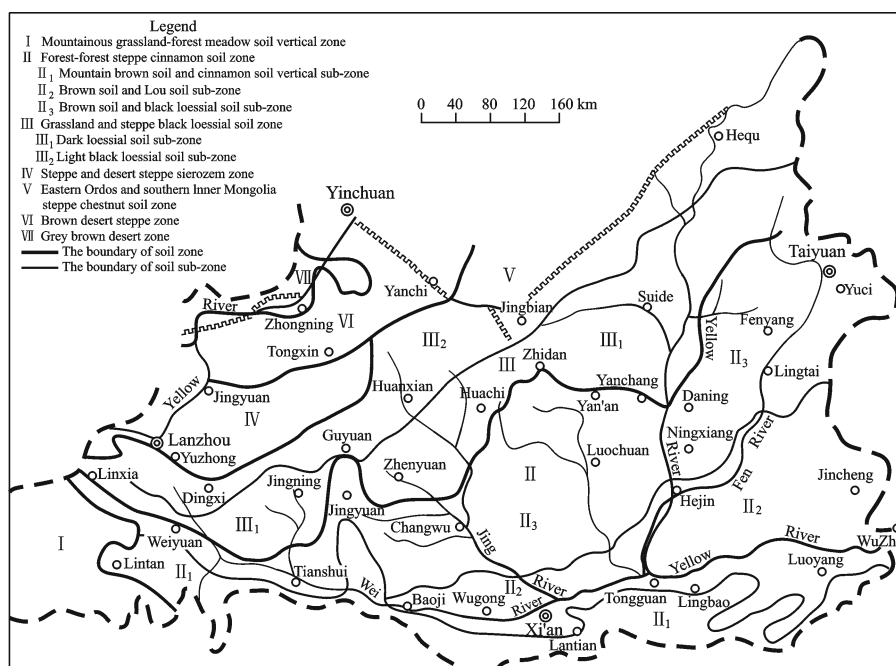 Legend
Ⅰ Mountainous grassland-forest meadow soil vertical zone
Ⅱ Forest-forest steppe cinnamon soil zone
Ⅱ1 Mountain brown soil and cinnamon soil vertical sub-zone
Ⅱ2 Brown soil and Lou soil sub-zone
Ⅱ3 Brown soil and black loessial soil sub-zone
Ⅲ Grassland and steppe black loessial soil zone
Ⅲ1 Dark loessial soil sub-zone
Ⅲ2 Light black loessial soil sub-zone
Ⅳ Steppe and desert steppe sierozem zone
Ⅴ Eastern Ordos and southern Inner Mongolia
steppe chestnut soil zone
Ⅵ Brown desert steppe zone
Ⅶ Grey brown desert zone
The boundary of soil zone
The boundary of soil sub-zone
0 40 80 120 160 km
Hequ
Yinchuan
Taiyuan
Ⅶ
Yanchi
Ⅴ
Yuci
River
Zhongning
Ⅵ
Jingbian
Suide
Yellow
Fenyang
Tongxin
Ⅲ2
Ⅲ
Zhidan
Ⅲ1
Ⅱ3
Lingtai
Yellow
Jingyuan
Huanxian
Huachi
Yanchang
Yan'an
Daning
Ⅳ
Lanzhou
Yuzhong
Guyuan
Ningxiang
River
Linxia
Dingxi
Jingning
Zhenyuan
Ⅱ
Luochuan
River
Fen
Jincheng
Jingyuan
Hejin
Ⅲ1
Changwu
Ⅱ3
Ⅱ2
Weiyuan
Jing
River
WuZh
Ⅰ
Lintan
Ⅱ1
Tianshui
Wei
Ⅱ2
River
Yellow
Luoyang
Baoji
Wugong
River
Tongguan
Lingbao
Xi'an
Ⅱ1
Lantian